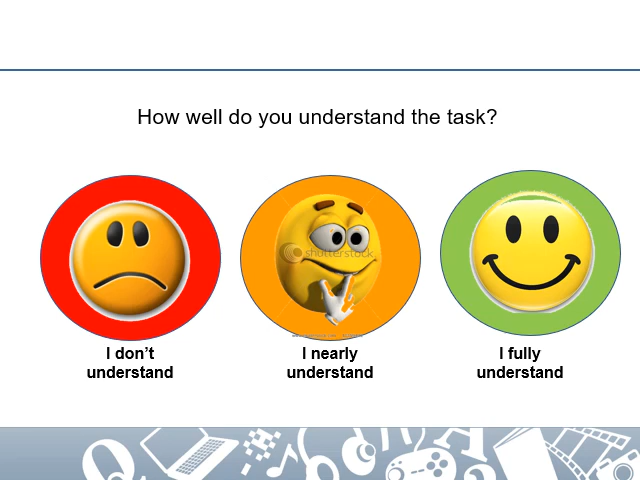 How well do you understand the task?
shutterstock
I don't
understand
I nearly
understand
I fully
understand